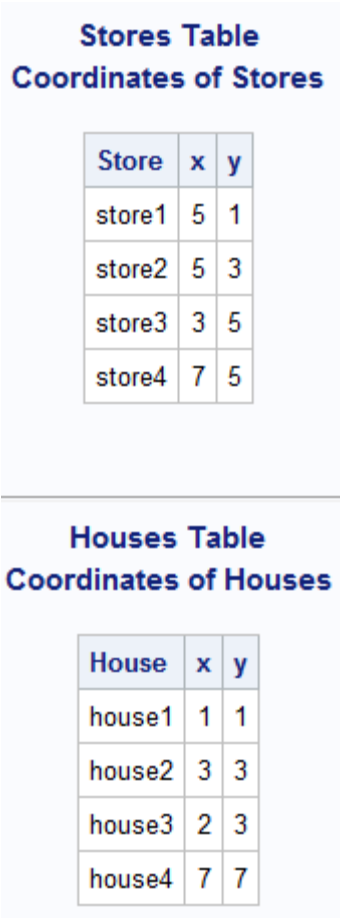 Stores Table
Coordinates of Stores
Store x y
store1 5 1
store2 5 3
store3 3 5
store4 7 5
Houses Table
Coordinates of Houses
House x y
house1 1 1
house2 3 3
house3 2 3
house4 7 7